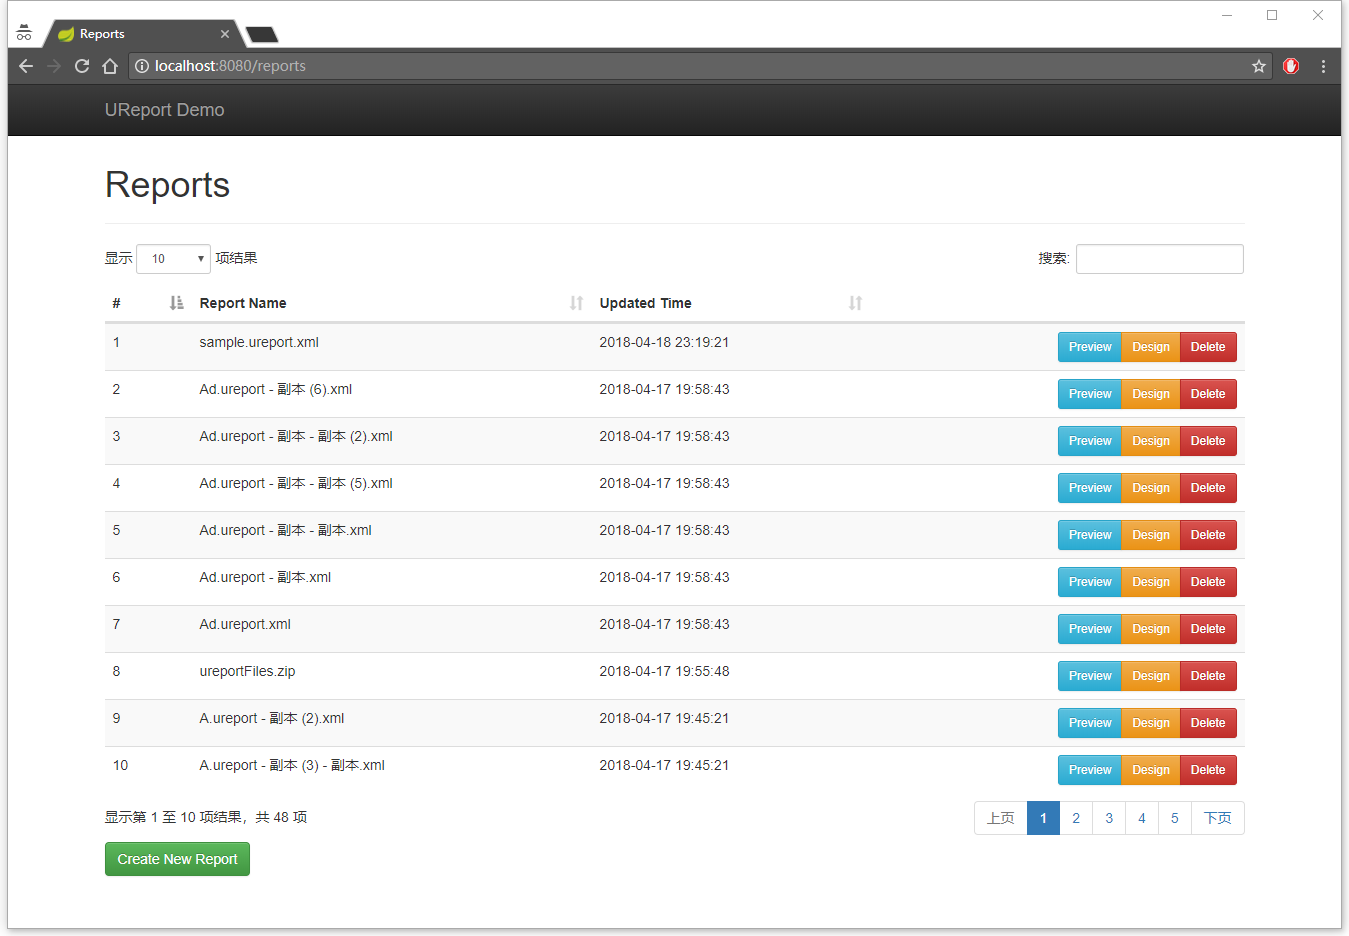 Reports
localhost:8080/reports
UReport Demo
Reports
显示 10 项结果 搜索:
# Report Name Updated Time
1 sample.ureport.xml 2018-04-18 23:19:21 Preview Design Delete
2 Ad.ureport - 副本 (6).xml 2018-04-17 19:58:43 Preview Design Delete
3 Ad.ureport - 副本 - 副本 (2).xml 2018-04-17 19:58:43 Preview Design Delete
4 Ad.ureport - 副本 - 副本 (5).xml 2018-04-17 19:58:43 Preview Design Delete
5 Ad.ureport - 副本 - 副本.xml 2018-04-17 19:58:43 Preview Design Delete
6 Ad.ureport - 副本.xml 2018-04-17 19:58:43 Preview Design Delete
7 Ad.ureport.xml 2018-04-17 19:58:43 Preview Design Delete
8 ureportFiles.zip 2018-04-17 19:55:48 Preview Design Delete
9 A.ureport - 副本 (2).xml 2018-04-17 19:45:21 Preview Design Delete
10 A.ureport - 副本 (3) - 副本.xml 2018-04-17 19:45:21 Preview Design Delete
显示第 1 至 10 项结果，共 48 项 上页 1 2 3 4 5 下页
Create New Report